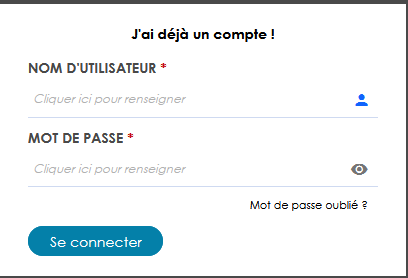 J'ai déjà un compte !
NOM D'UTILISATEUR *
Cliquer ici pour renseigner
MOT DE PASSE *
Cliquer ici pour renseigner
Mot de passe oublié ?
Se connecter